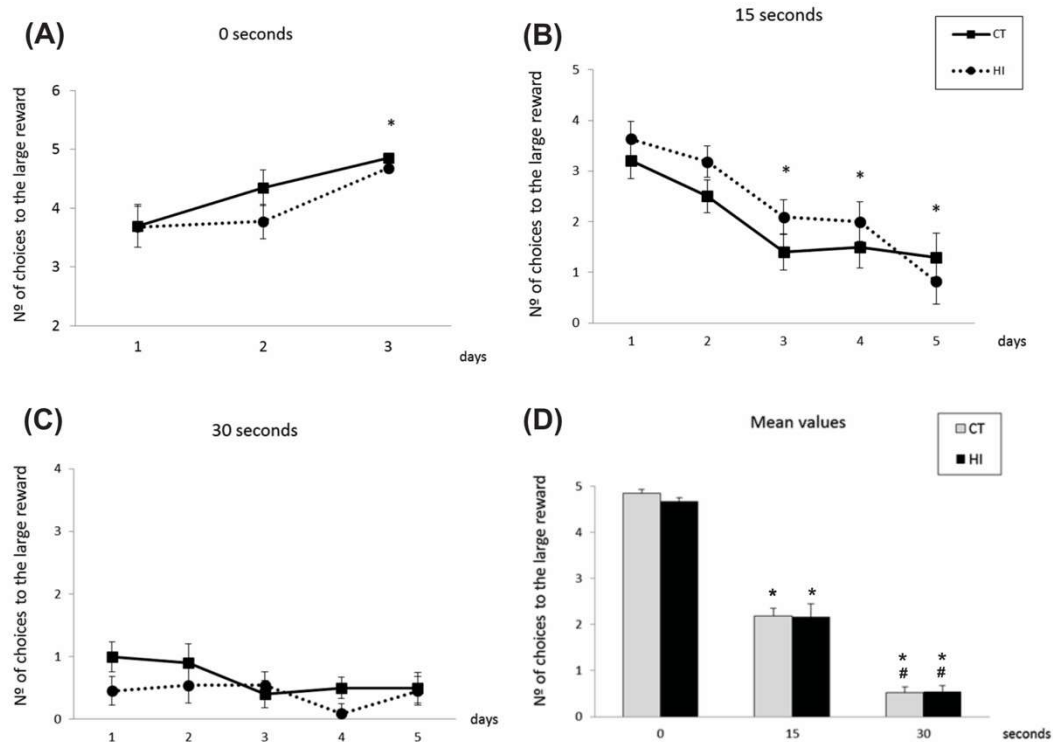 (A)
0 seconds
Nº of choices to the large reward
6
5
4
3
2
*
1 2 3 days
(B)
15 seconds
CT
HI
Nº of choices to the large reward
5
4
3
2
1
0
* * *
1 2 3 4 5 days
(C)
30 seconds
Nº of choices to the large reward
4
3
2
1
0
1 2 3 4 5 days
(D)
Mean values
CT
HI
Nº of choices to the large reward
5
4
3
2
1
0
* *
* *
# #
0 15 30 seconds